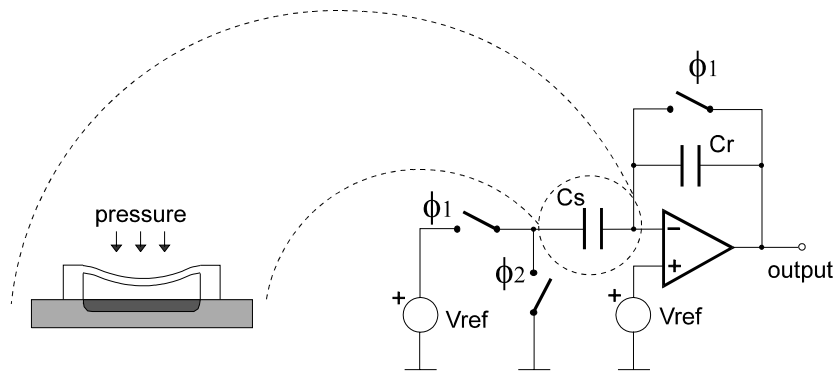 ϕ1
Cr
Cs
pressure
ϕ1
ϕ2
output
+
Vref
+
Vref
−
+